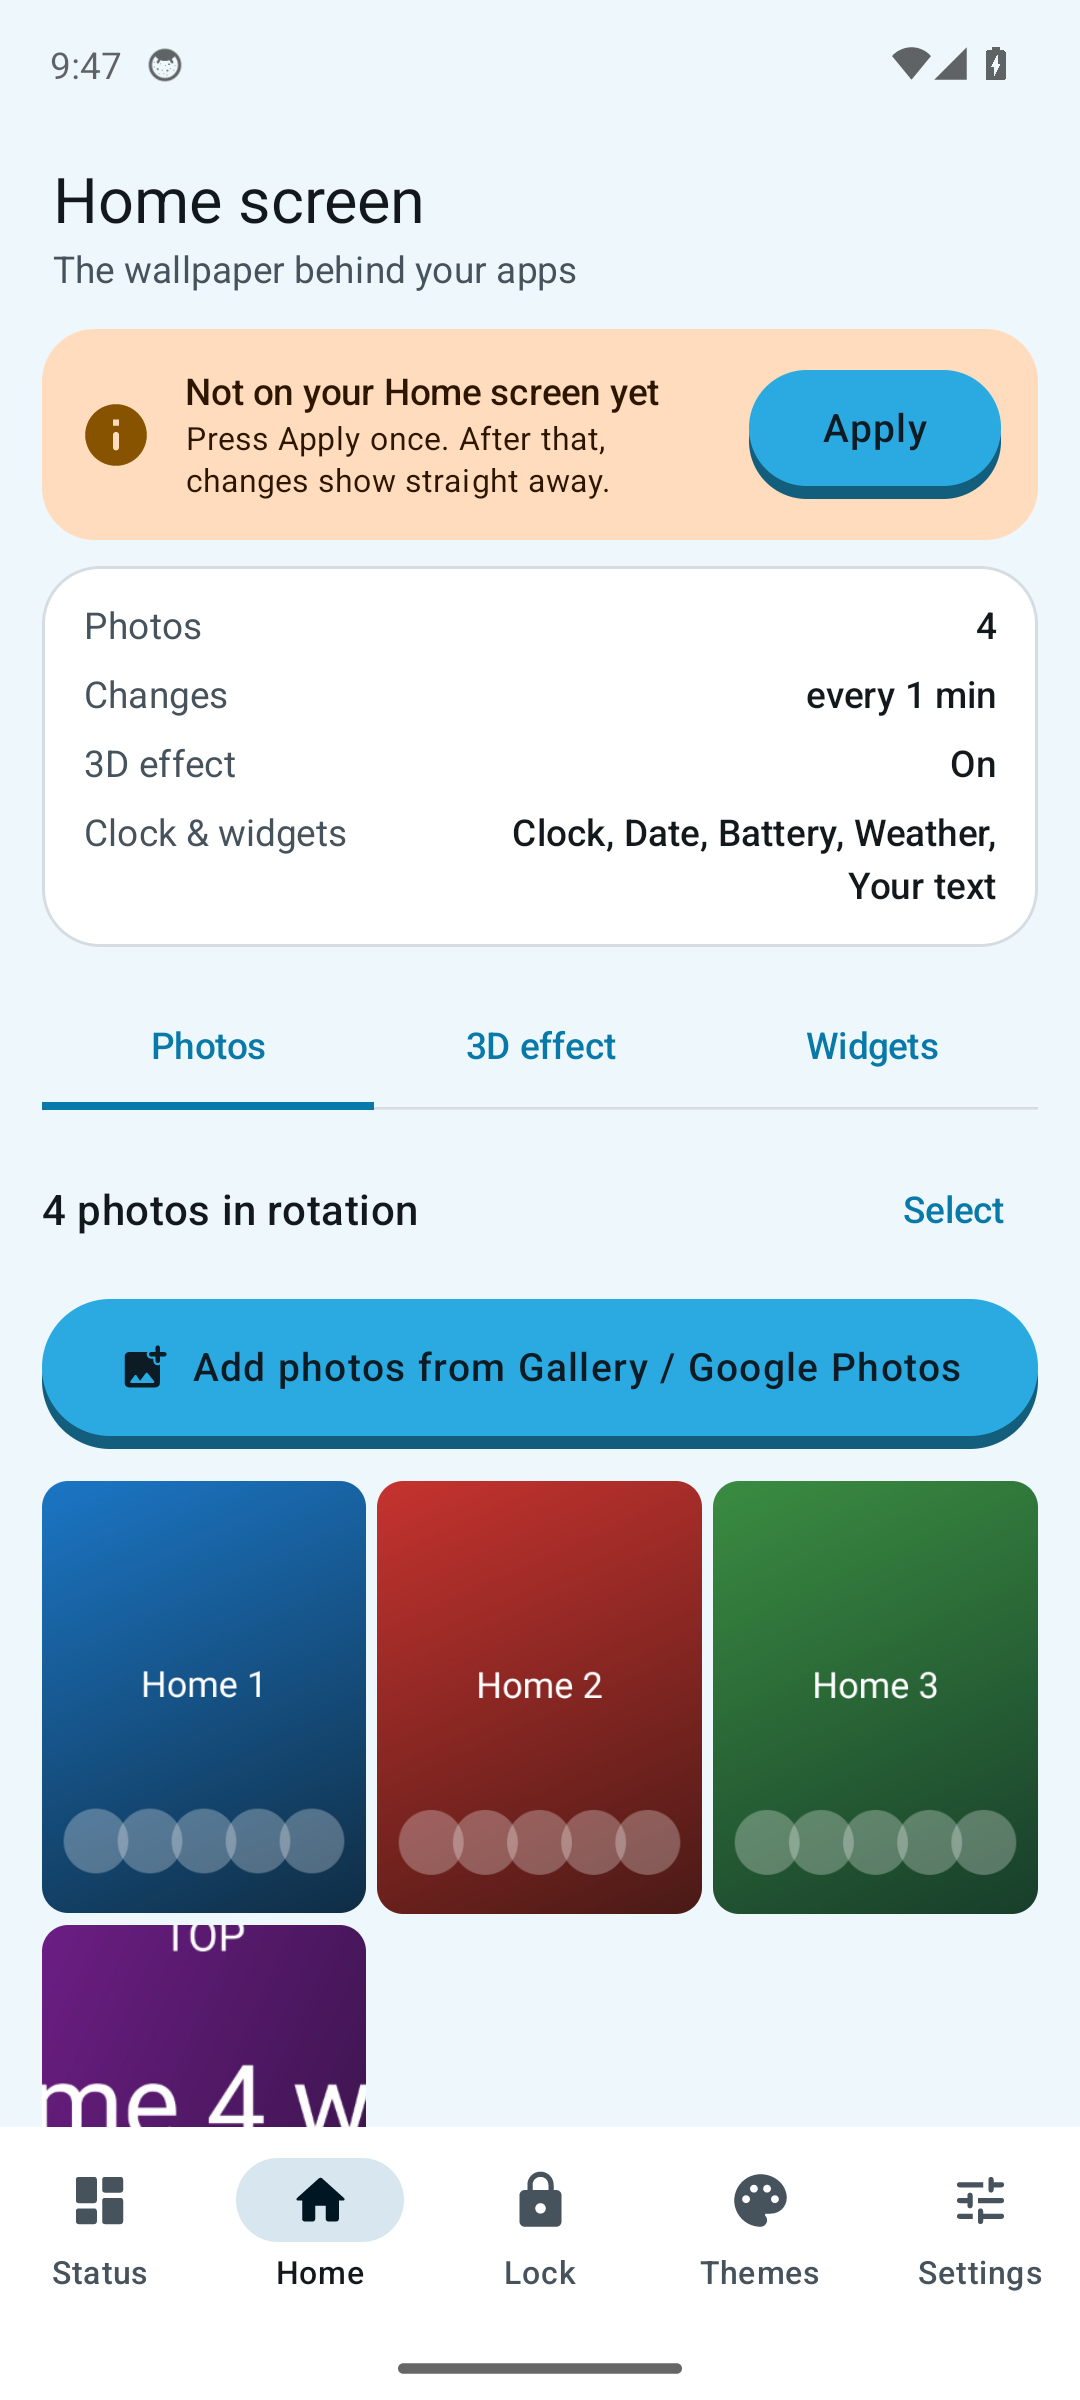 9:47
Home screen
The wallpaper behind your apps
Not on your Home screen yet
Press Apply once. After that,
changes show straight away.
Apply
Photos 4
Changes every 1 min
3D effect On
Clock & widgets Clock, Date, Battery, Weather,
Your text
Photos 3D effect Widgets
4 photos in rotation Select
Add photos from Gallery / Google Photos
Home 1 Home 2 Home 3
TOP
me 4 w
Status Home Lock Themes Settings